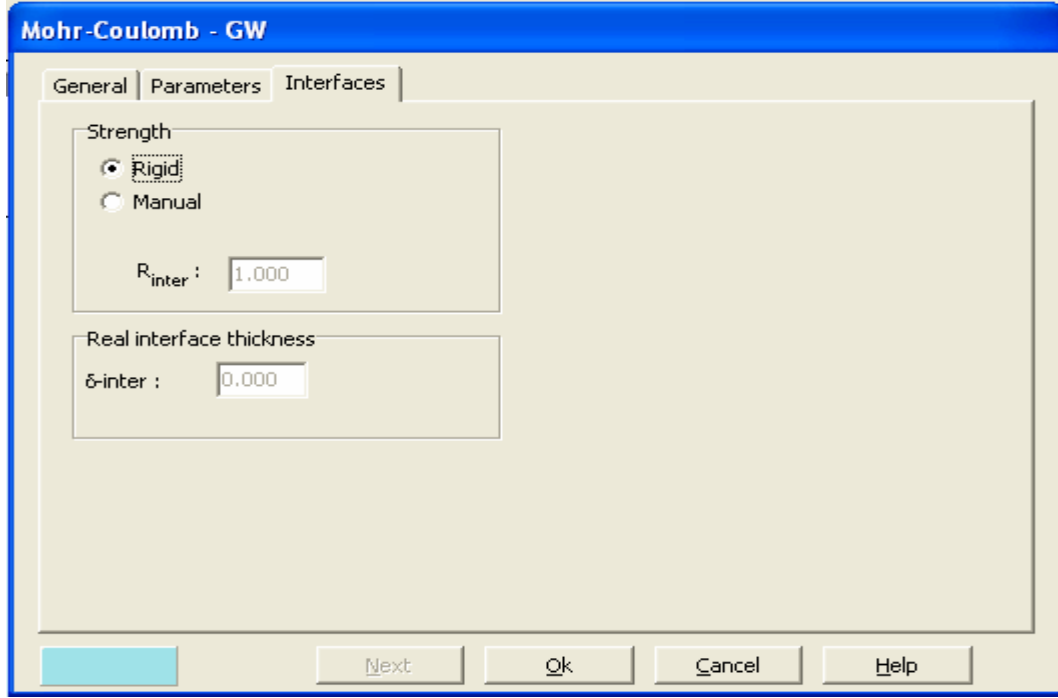 Mohr-Coulomb - GW
General Parameters Interfaces
Strength
Rigid
Manual
Rinter : 1.000
Real interface thickness
δ-inter : 0.000
Next Ok Cancel Help